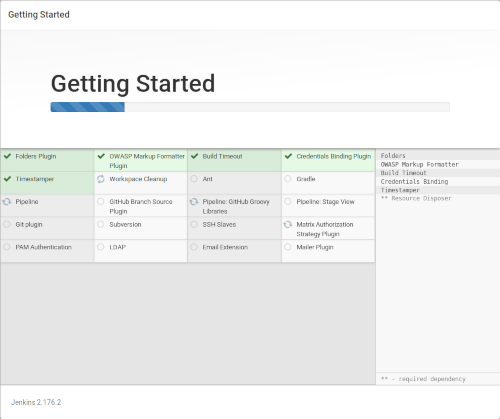 Getting Started
Getting Started
Folders Plugin
OWASP Markup Formatter
Plugin
Build Timeout
Credentials Binding Plugin
Timestamper
Workspace Cleanup
Ant
Gradle
Pipeline
GitHub Branch Source
Plugin
Pipeline: GitHub Groovy
Libraries
Pipeline: Stage View
Git plugin
Subversion
SSH Slaves
Matrix Authorization
Strategy Plugin
PAM Authentication
LDAP
Email Extension
Mailer Plugin
Folders
OWASP Markup Formatter
Build Timeout
Credentials Binding
Timestamper
** Resource Disposer
** - required dependency
Jenkins 2.176.2